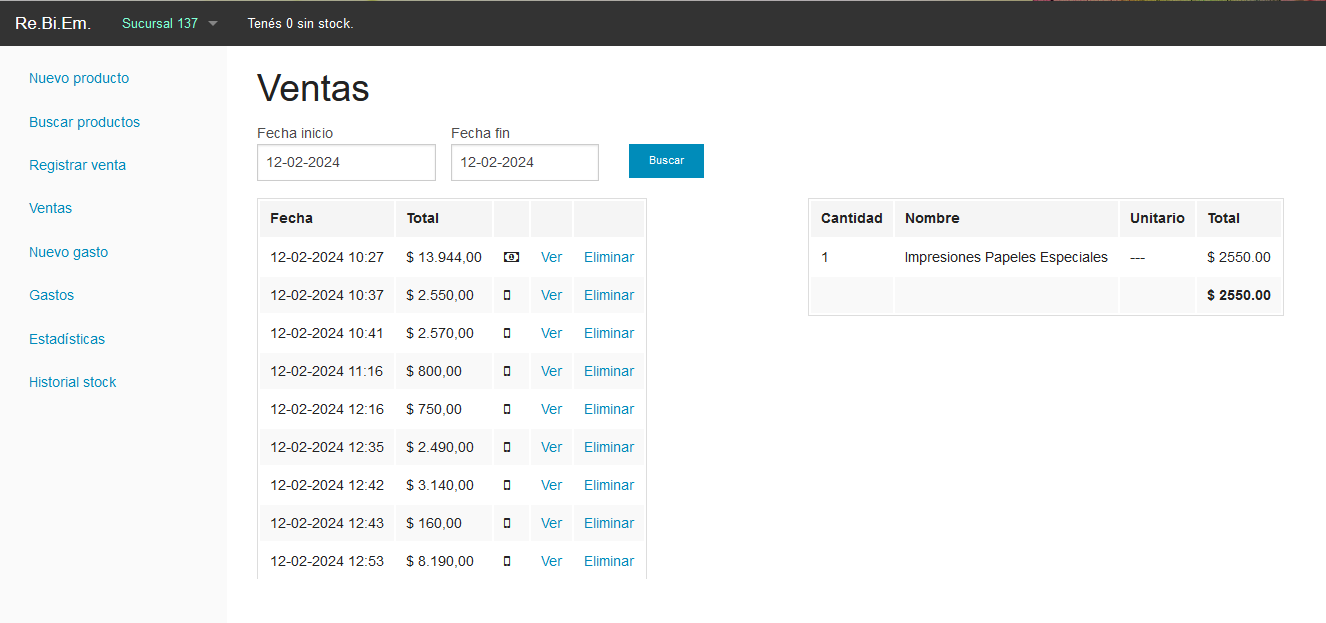 Re.Bi.Em. Sucursal 137 Tenés 0 sin stock.
Nuevo producto
Buscar productos
Registrar venta
Ventas
Nuevo gasto
Gastos
Estadísticas
Historial stock
Ventas
Fecha inicio Fecha fin
12-02-2024 12-02-2024 Buscar
Fecha Total
12-02-2024 10:27 $ 13.944,00 Ver Eliminar
12-02-2024 10:37 $ 2.550,00 Ver Eliminar
12-02-2024 10:41 $ 2.570,00 Ver Eliminar
12-02-2024 11:16 $ 800,00 Ver Eliminar
12-02-2024 12:16 $ 750,00 Ver Eliminar
12-02-2024 12:35 $ 2.490,00 Ver Eliminar
12-02-2024 12:42 $ 3.140,00 Ver Eliminar
12-02-2024 12:43 $ 160,00 Ver Eliminar
12-02-2024 12:53 $ 8.190,00 Ver Eliminar
Cantidad Nombre Unitario Total
1 Impresiones Papeles Especiales --- $ 2550.00
$ 2550.00